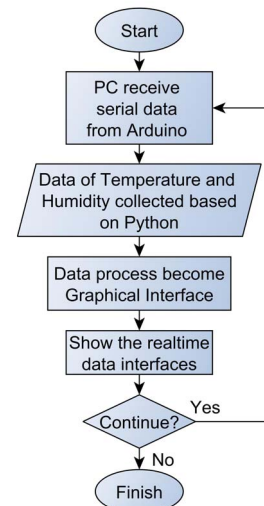 Start
PC receive
serial data
from Arduino
Data of Temperature and
Humidity collected based
on Python
Data process become
Graphical Interface
Show the realtime
data interfaces
Continue?
Yes
No
Finish